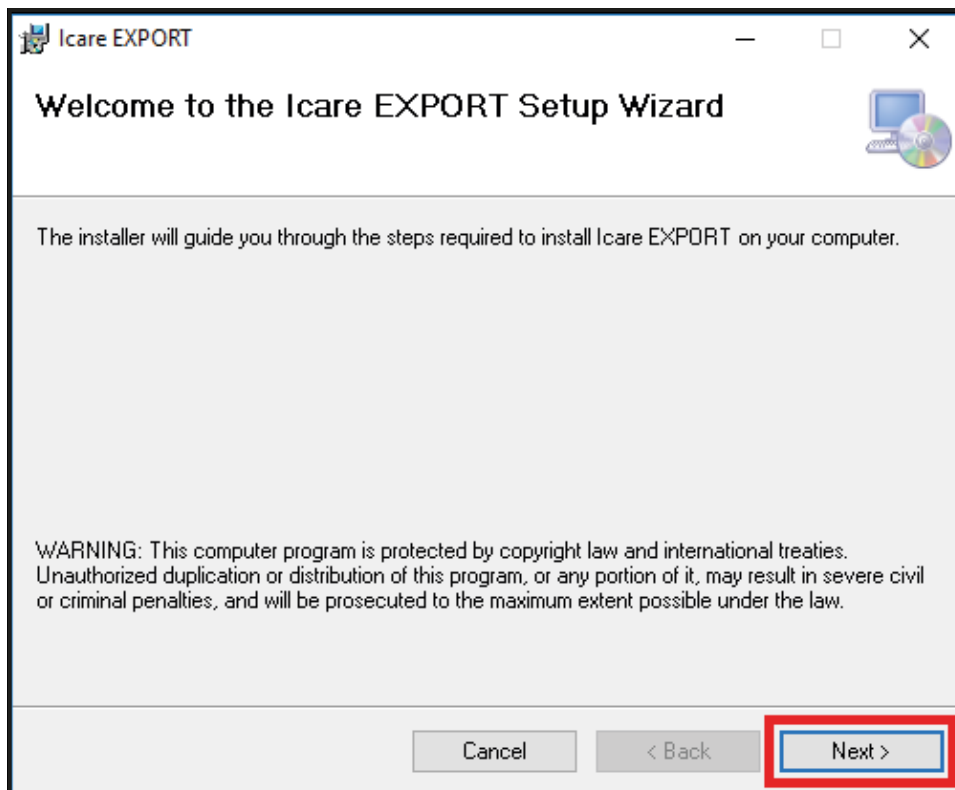 Icare EXPORT
Welcome to the Icare EXPORT Setup Wizard
The installer will guide you through the steps required to install Icare EXPORT on your computer.
WARNING: This computer program is protected by copyright law and international treaties.
Unauthorized duplication or distribution of this program, or any portion of it, may result in severe civil
or criminal penalties, and will be prosecuted to the maximum extent possible under the law.
Cancel
< Back
Next >